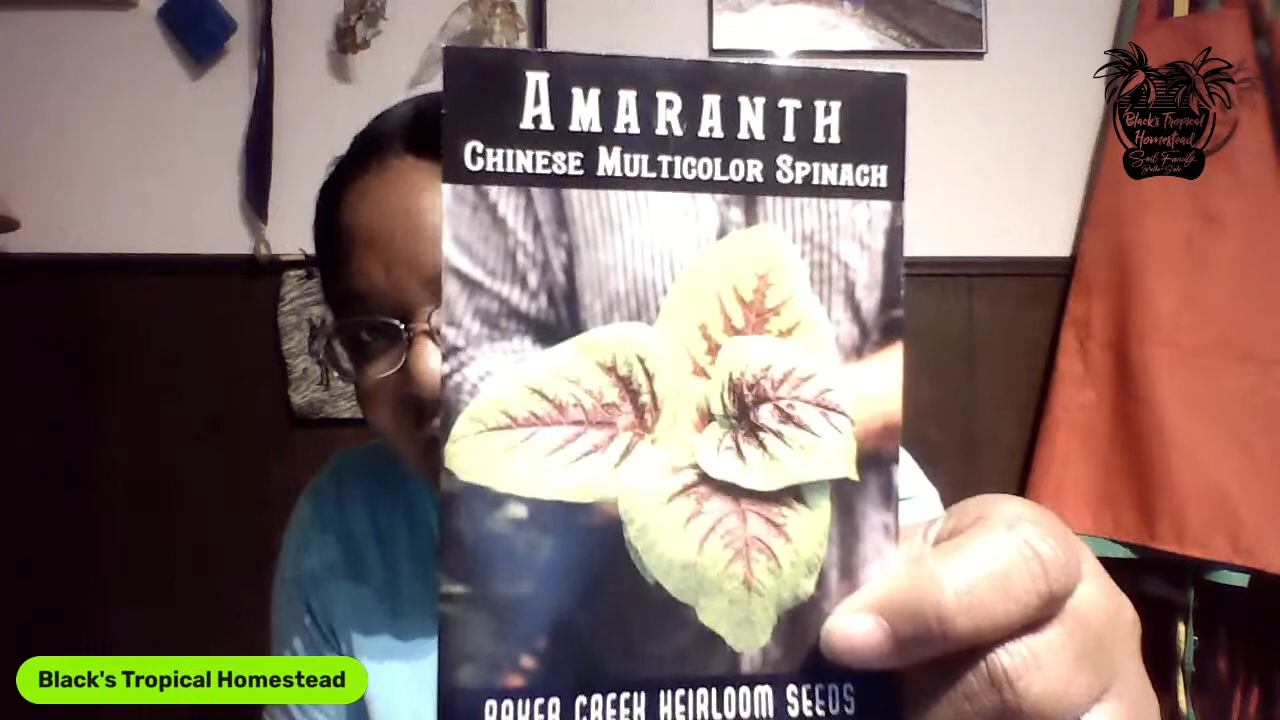 AMARANTH
CHINESE MULTICOLOR SPINACH
Black's Tropical
Homestead
Soil Family
BAKER CREEK HEIRLOOM SEEDS
Black's Tropical Homestead